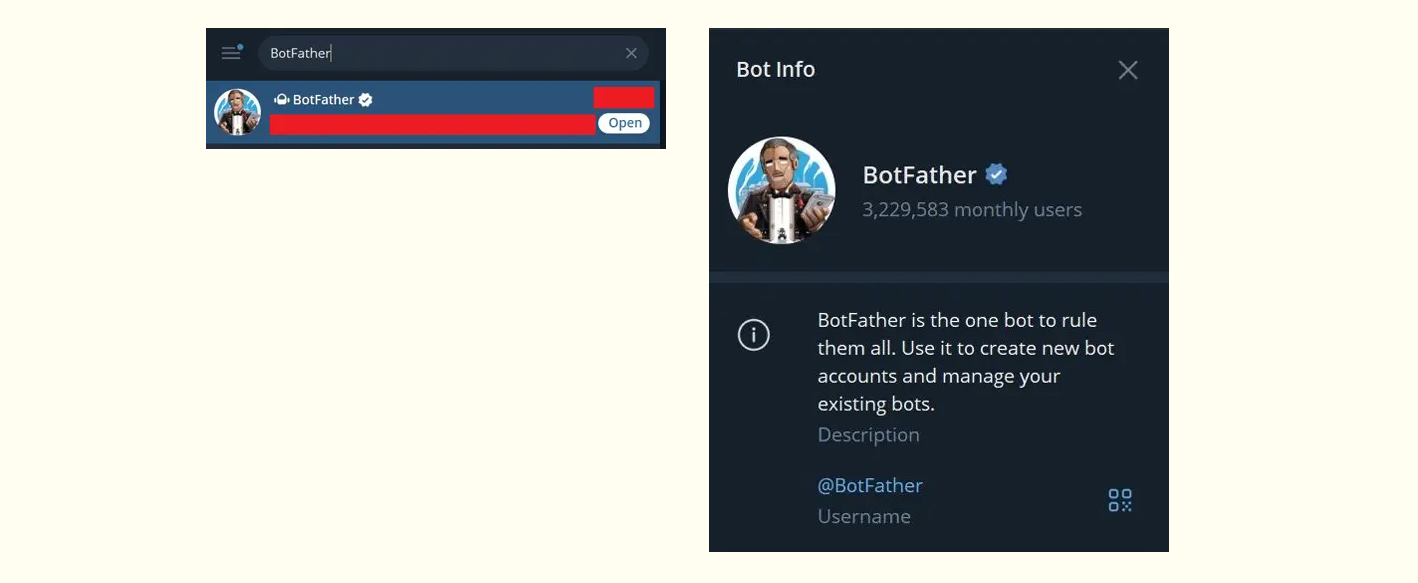 BotFather
BotFather
Open
Bot Info
BotFather
3,229,583 monthly users
BotFather is the one bot to rule
them all. Use it to create new bot
accounts and manage your
existing bots.
Description
@BotFather
Username